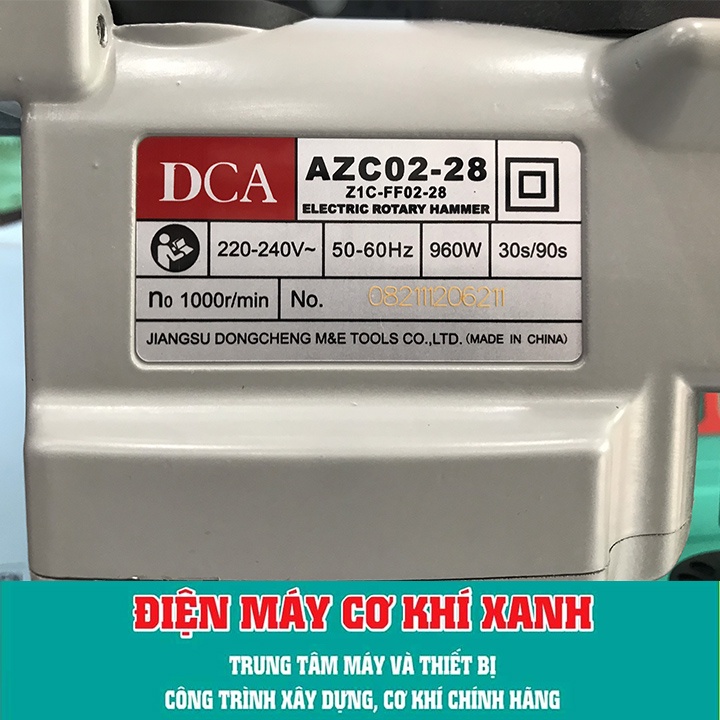 DCA
AZC02-28
Z1C-FF02-28
ELECTRIC ROTARY HAMMER
220-240V~ 50-60Hz 960W 30s/90s
n0 1000r/min No. 082111206211
JIANGSU DONGCHENG M&E TOOLS CO.,LTD. (MADE IN CHINA)
ĐIỆN MÁY CƠ KHÍ XANH
TRUNG TÂM MÁY VÀ THIẾT BỊ
CÔNG TRÌNH XÂY DỰNG, CƠ KHÍ CHÍNH HÃNG